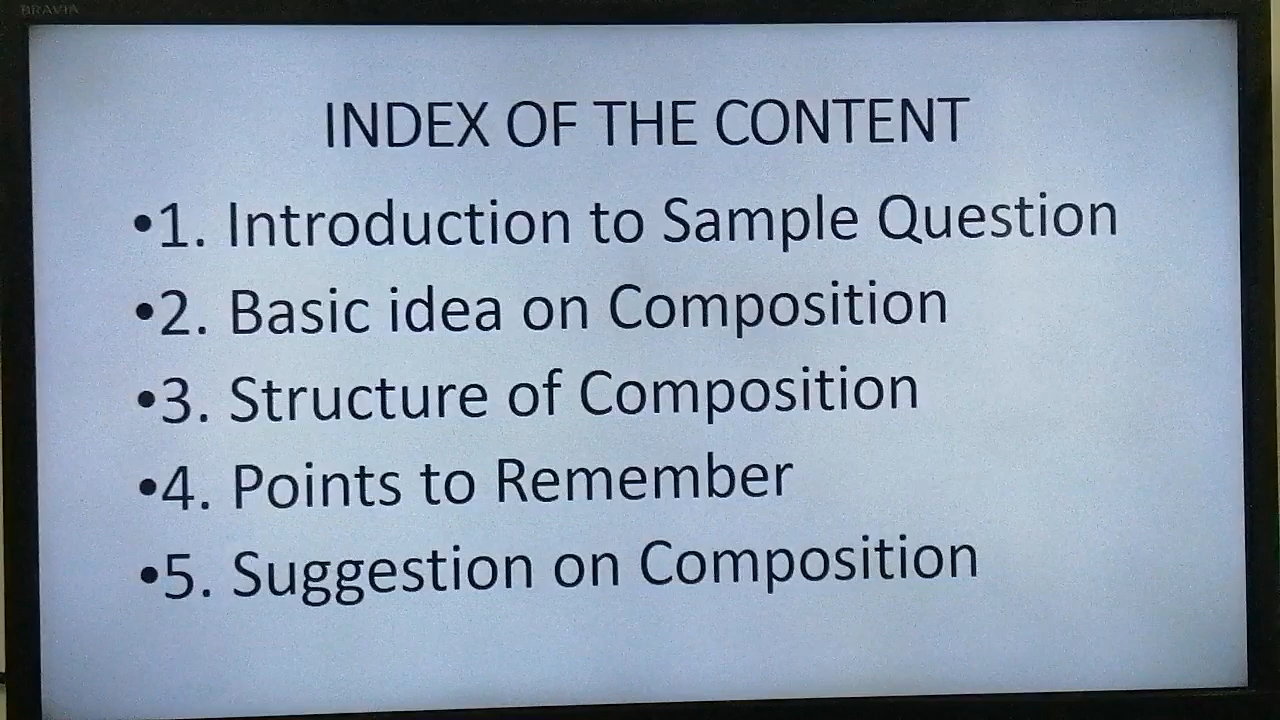 BRAVIA
INDEX OF THE CONTENT
•1. Introduction to Sample Question
•2. Basic idea on Composition
•3. Structure of Composition
•4. Points to Remember
•5. Suggestion on Composition